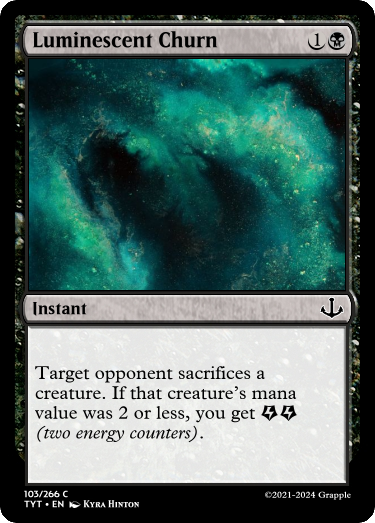 Luminescent Churn 1
Instant
Target opponent sacrifices a
creature. If that creature's mana
value was 2 or less, you get
(two energy counters).
103/266 C
TYT • EN Kyra Hinton
©2021-2024 Grapple